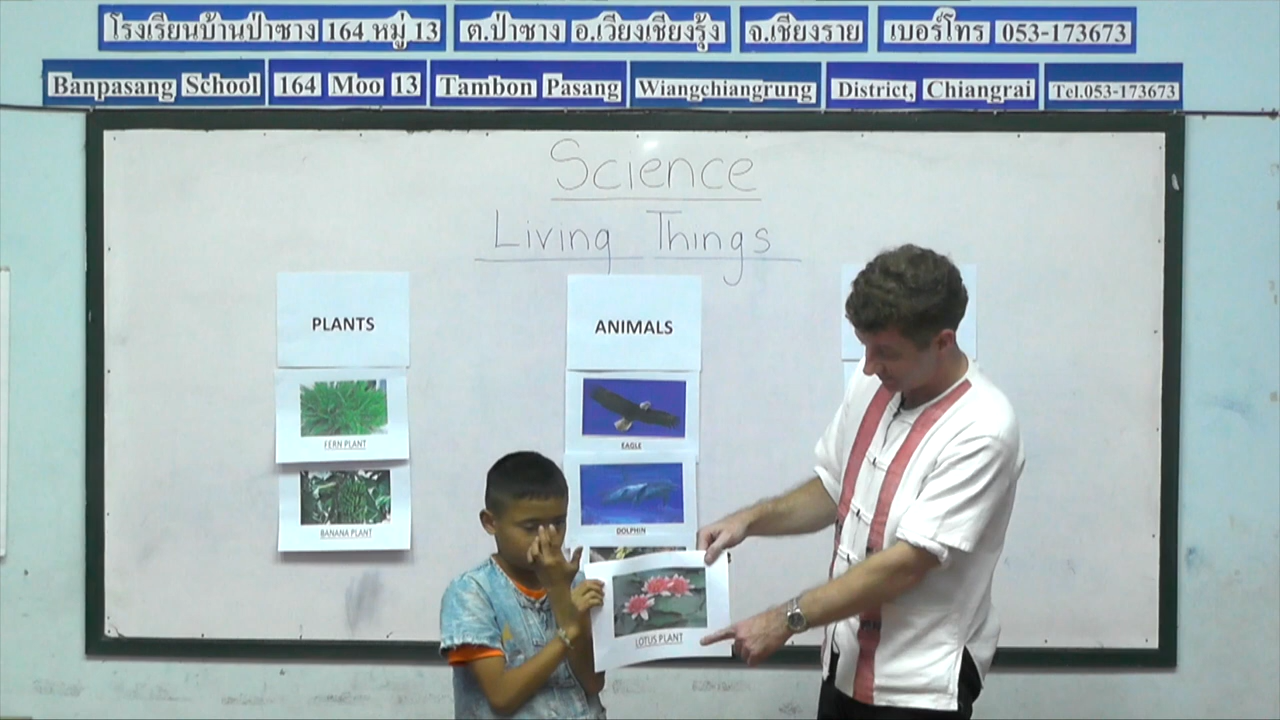 โรงเรียนบ้านป่าซาง 164 หมู่ 13 ต.ป่าซาง อ.เวียงเชียงรุ้ง จ.เชียงราย เบอร์โทร 053-173673
Banpasang School 164 Moo 13 Tambon Pasang Wiangchiangrung District, Chiangrai Tel.053-173673
Science
Living Things
PLANTS
ANIMALS
FERN PLANT
EAGLE
BANANA PLANT
DOLPHIN
LOTUS PLANT